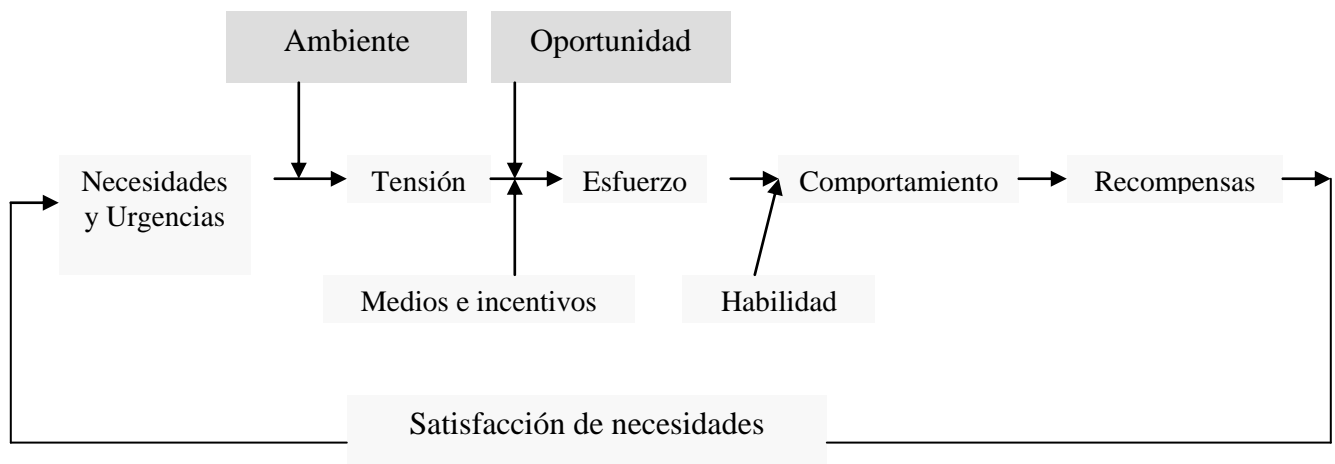 Ambiente
Oportunidad
Necesidades
y Urgencias
Tensión
Esfuerzo
Comportamiento
Recompensas
Medios e incentivos
Habilidad
Satisfacción de necesidades